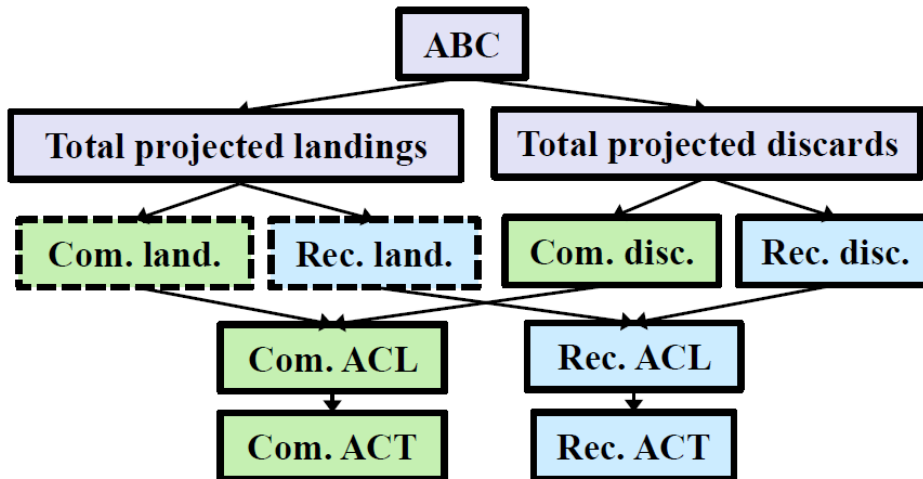 ABC
Total projected landings
Total projected discards
Com. land.
Rec. land.
Com. disc.
Rec. disc.
Com. ACL
Rec. ACL
Com. ACT
Rec. ACT